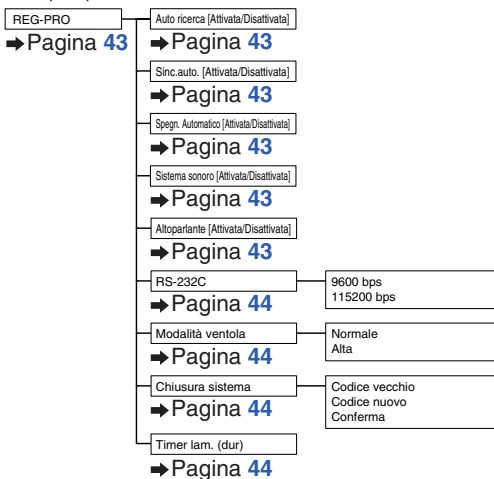 REG-PRO
➡Pagina 43
Auto ricerca [Attivata/Disattivata]
➡Pagina 43
Sinc.auto. [Attivata/Disattivata]
➡Pagina 43
Spegn. Automatico [Attivata/Disattivata]
➡Pagina 43
Sistema sonoro [Attivata/Disattivata]
➡Pagina 43
Altoparlante [Attivata/Disattivata]
➡Pagina 43
RS-232C
➡Pagina 44
9600 bps
115200 bps
Modalità ventola
➡Pagina 44
Normale
Alta
Chiusura sistema
➡Pagina 44
Codice vecchio
Codice nuovo
Conferma
Timer lam. (dur)
➡Pagina 44